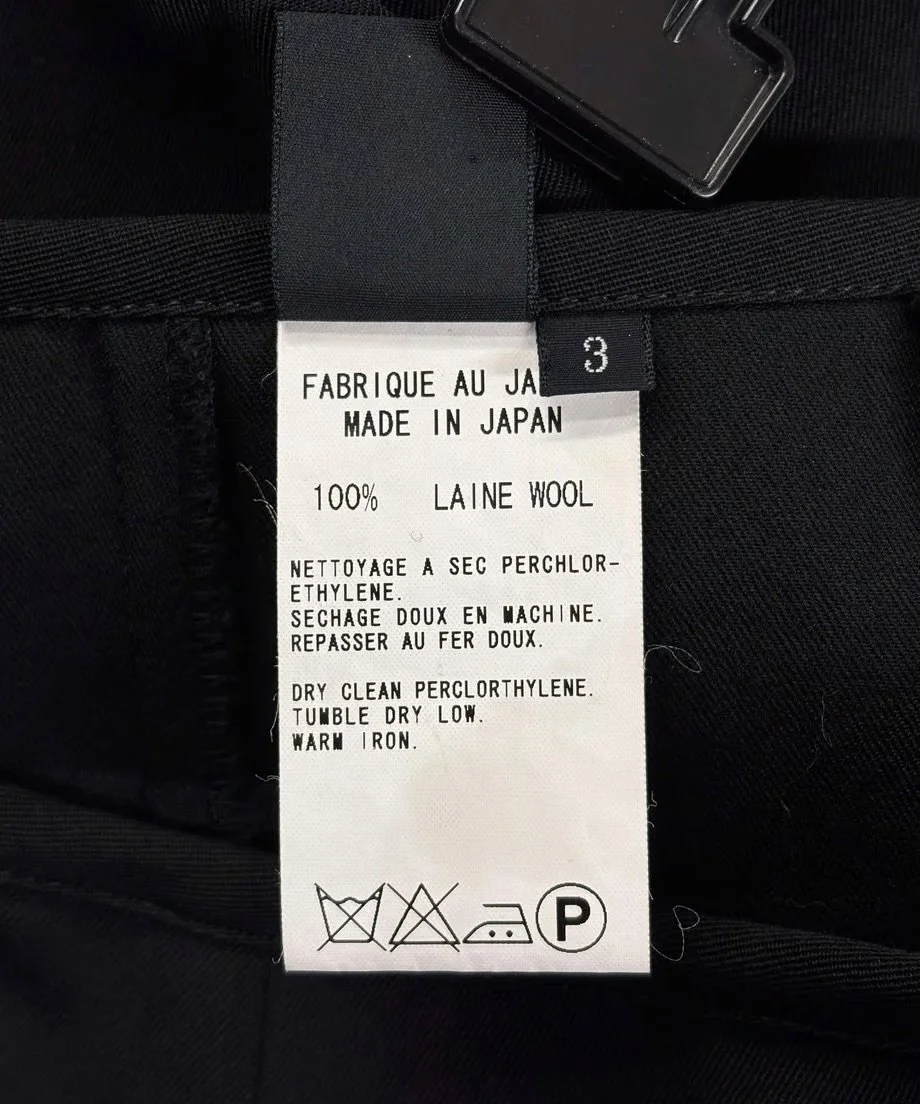 3
FABRIQUE AU JA
MADE IN JAPAN
100% LAINE WOOL
NETTOYAGE A SEC PERCHLOR-
ETHYLENE.
SECHAGE DOUX EN MACHINE.
REPASSER AU FER DOUX.
DRY CLEAN PERCLORTHYLENE.
TUMBLE DRY LOW.
WARM IRON.
P